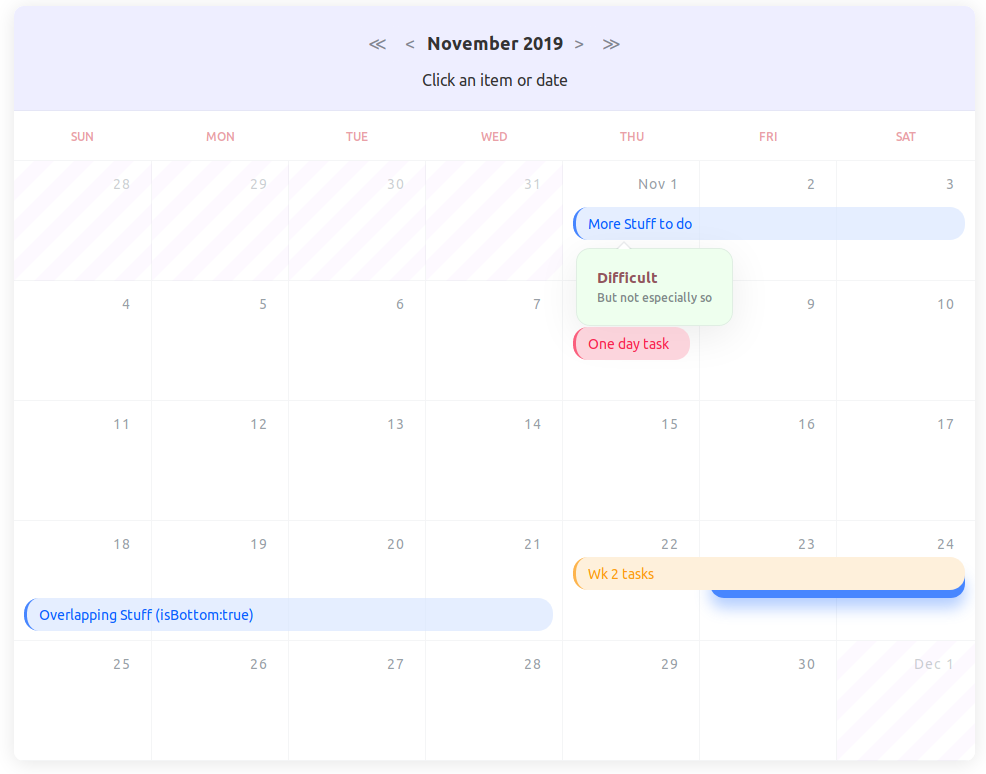 ≪ < November 2019 > ≫
Click an item or date
SUN MON TUE WED THU FRI SAT
28 29 30 31 Nov 1 2 3
More Stuff to do
Difficult
But not especially so
4 5 6 7 9 10
One day task
11 12 13 14 15 16 17
18 19 20 21 22 23 24
Wk 2 tasks
Overlapping Stuff (isBottom:true)
25 26 27 28 29 30 Dec 1